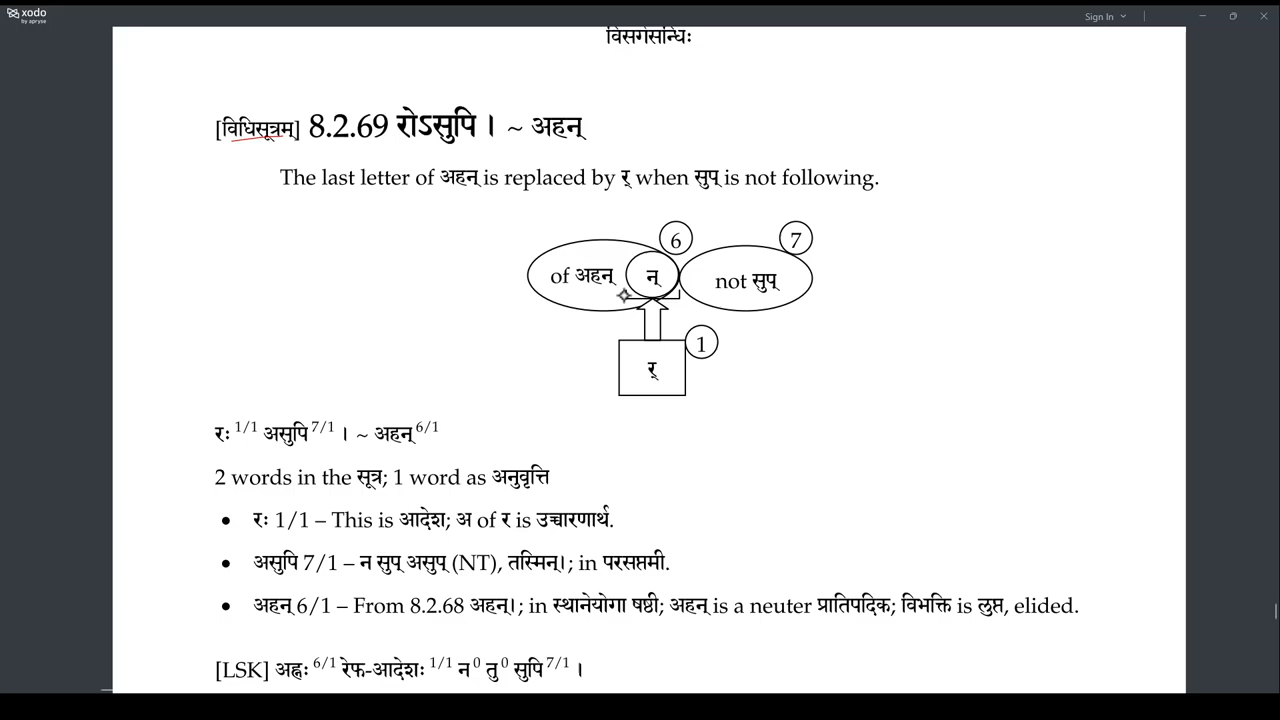 xodo
by apryse
Sign In
विसर्गसन्धिः
[विधिसूत्रम्] 8.2.69 रोऽसुपि । ~ अहन्
The last letter of अहन् is replaced by र् when सुप् is not following.
6 7
of अहन् न् not सुप्
1
र्
रः 1/1 असुपि 7/1 । ~ अहन् 6/1
2 words in the सूत्र; 1 word as अनुवृत्ति
• रः 1/1 – This is आदेश; अ of र is उच्चारणार्थ.
• असुपि 7/1 – न सुप् असुप् (NT), तस्मिन्।; in परसप्तमी.
• अहन् 6/1 – From 8.2.68 अहन्।; in स्थानेयोगा षष्ठी; अहन् is a neuter प्रातिपदिक; विभक्ति is लुप्त, elided.
[LSK] अह्नः 6/1 रेफ-आदेशः 1/1 न 0 तु 0 सुपि 7/1 ।